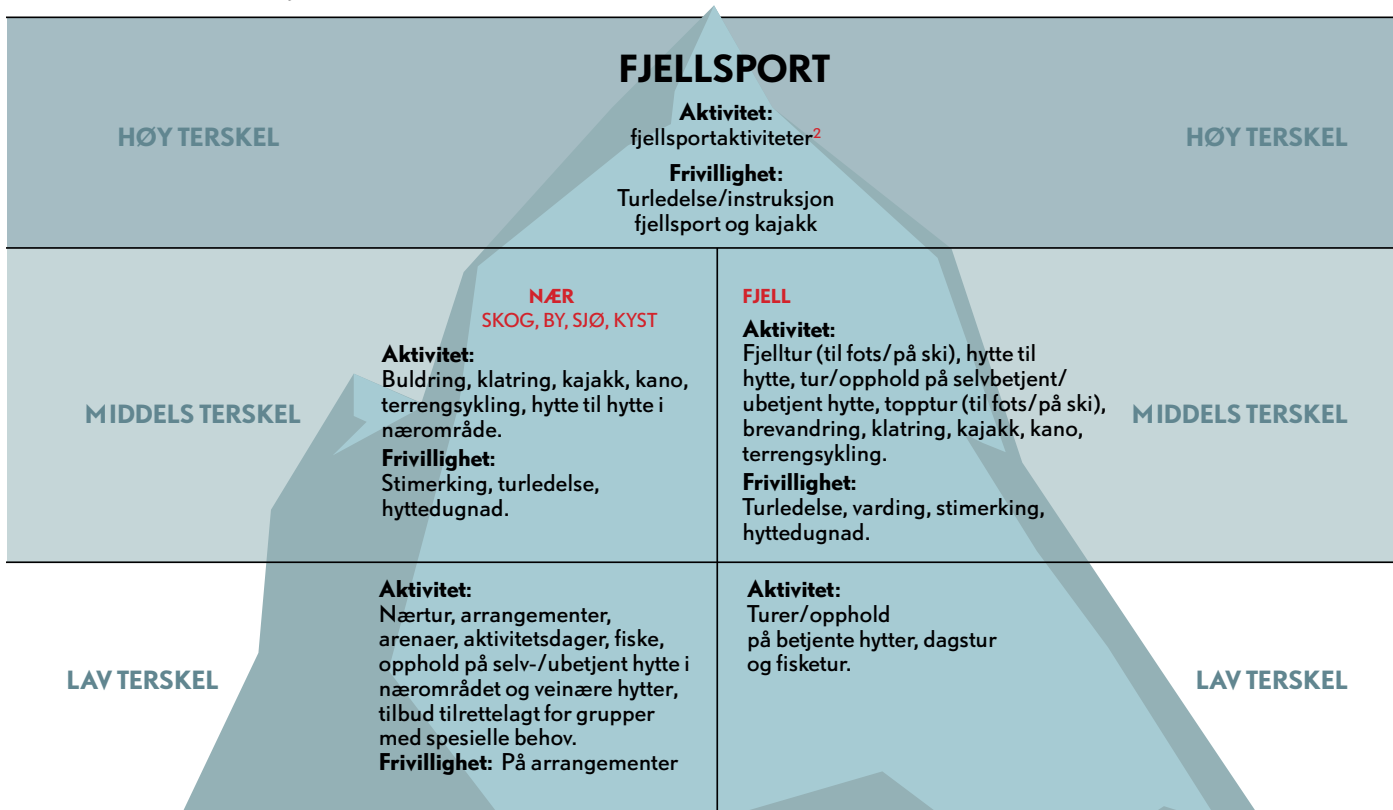 FJELLSPORT
Aktivitet:
fjellsportaktiviteter²
Frivillighet:
Turledelse/instruksjon
fjellsport og kajakk
HØY TERSKEL
HØY TERSKEL
NÆR
SKOG, BY, SJØ, KYST
Aktivitet:
Buldring, klatring, kajakk, kano,
terrengsykling, hytte til hytte i
nærområde.
Frivillighet:
Stimerking, turledelse,
hyttedugnad.
FJELL
Aktivitet:
Fjelltur (til fots/på ski), hytte til
hytte, tur/opphold på selvbetjent/
ubetjent hytte, topptur (til fots/på ski),
brevandring, klatring, kajakk, kano,
terrengsykling.
Frivillighet:
Turledelse, varding, stimerking,
hyttedugnad.
MIDDELS TERSKEL
MIDDELS TERSKEL
Aktivitet:
Nærtur, arrangementer,
arenaer, aktivitetsdager, fiske,
opphold på selv-/ubetjent hytte i
nærområdet og veinære hytter,
tilbud tilrettelagt for grupper
med spesielle behov.
Frivillighet: På arrangementer
Aktivitet:
Turer/opphold
på betjente hytter, dagstur
og fisketur.
LAV TERSKEL
LAV TERSKEL